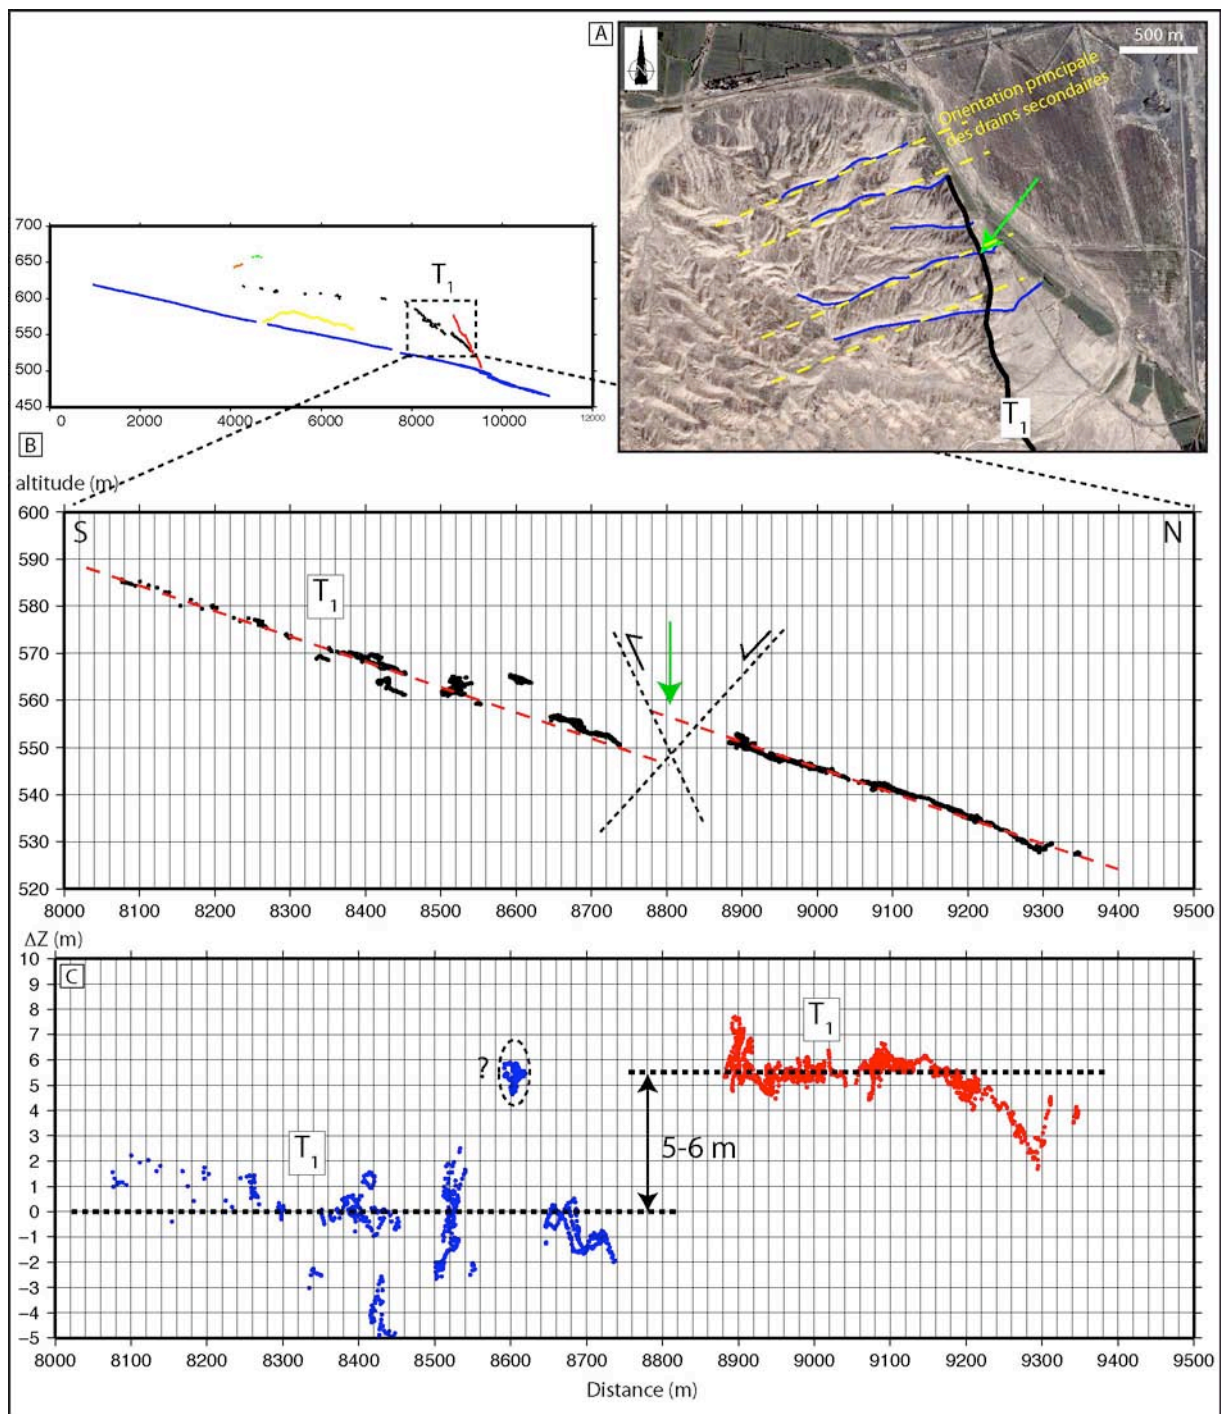 A
500 m
N
Orientation principale
des drains secondaires
T1
700
650
600
550
500
450
0 2000 4000 6000 8000 10000 12000
T1
B
altitude (m)
600
590
580
570
560
550
540
530
520
S
N
T1
8000 8100 8200 8300 8400 8500 8600 8700 8800 8900 9000 9100 9200 9300 9400 9500
ΔZ (m)
C
10
9
8
7
6
5
4
3
2
1
0
−1
−2
−3
−4
−5
T1
?
T1
5-6 m
8000 8100 8200 8300 8400 8500 8600 8700 8800 8900 9000 9100 9200 9300 9400 9500
Distance (m)